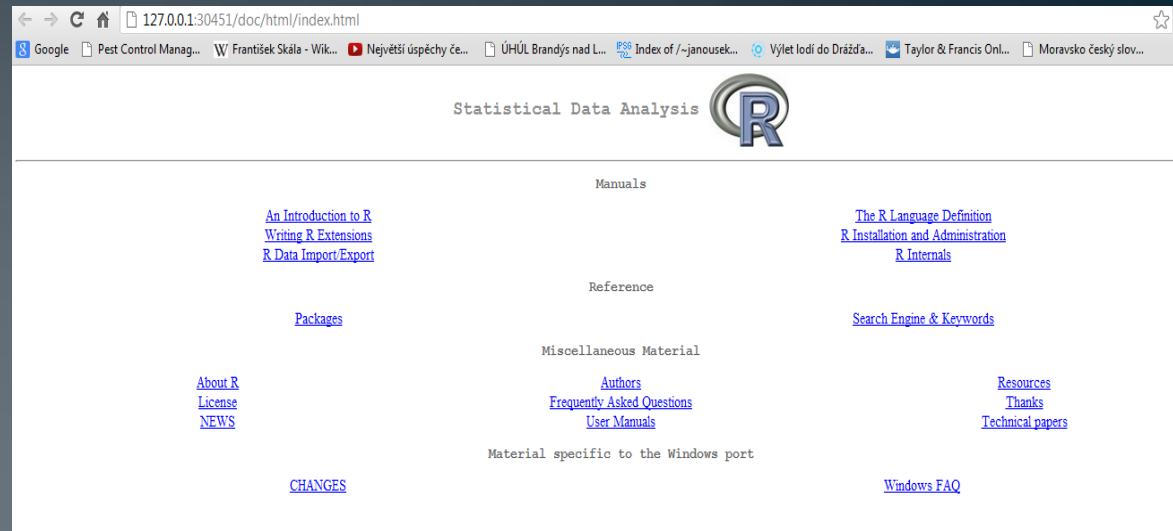 127.0.0.1:30451/doc/html/index.html
Google Pest Control Manag... František Skála - Wik... Největší úspěchy če... ÚHÚL Brandýs nad L... IPSG Index of /~janousek... Výlet lodí do Drážďa... Taylor & Francis Onl... Moravsko český slov...
Statistical Data Analysis R
Manuals
An Introduction to R The R Language Definition
Writing R Extensions R Installation and Administration
R Data Import/Export R Internals
Reference
Packages Search Engine & Keywords
Miscellaneous Material
About R Authors Resources
License Frequently Asked Questions Thanks
NEWS User Manuals Technical papers
Material specific to the Windows port
CHANGES Windows FAQ